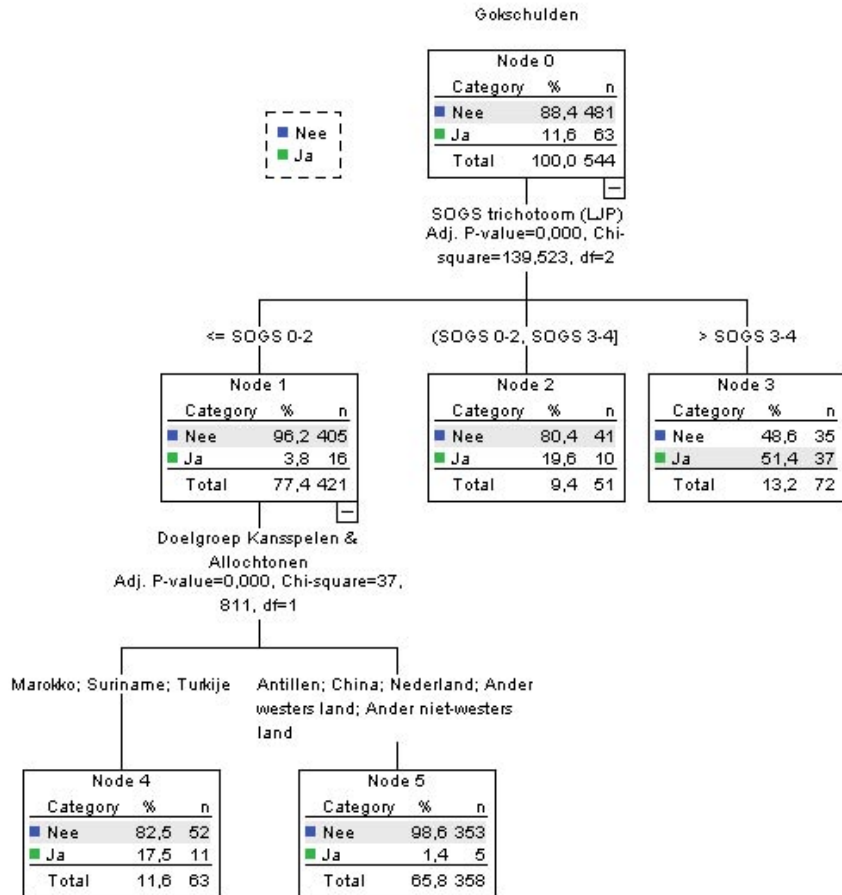 Gokschulden
Node 0
Category % n
Nee 88,4 481
Ja 11,6 63
Total 100,0 544
Nee
Ja
SOGS trichotoom (LJP)
Adj. P-value=0,000, Chi-
square=139,523, df=2
<= SOGS 0-2
(SOGS 0-2, SOGS 3-4]
> SOGS 3-4
Node 1
Category % n
Nee 96,2 405
Ja 3,8 16
Total 77,4 421
Node 2
Category % n
Nee 80,4 41
Ja 19,6 10
Total 9,4 51
Node 3
Category % n
Nee 48,6 35
Ja 51,4 37
Total 13,2 72
Doelgroep Kansspelen &
Allochtonen
Adj. P-value=0,000, Chi-square=37,
811, df=1
Marokko; Suriname; Turkije
Antillen; China; Nederland; Ander
westers land; Ander niet-westers
land
Node 4
Category % n
Nee 82,5 52
Ja 17,5 11
Total 11,6 63
Node 5
Category % n
Nee 98,6 353
Ja 1,4 5
Total 65,8 358